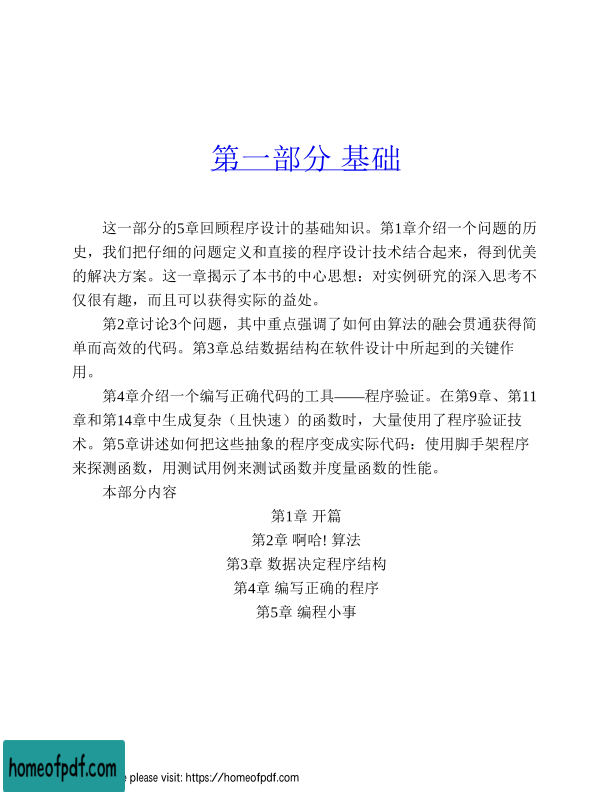 第一部分 基础
这一部分的5章回顾程序设计的基础知识。第1章介绍一个问题的历
史，我们把仔细的问题定义和直接的程序设计技术结合起来，得到优美
的解决方案。这一章揭示了本书的中心思想：对实例研究的深入思考不
仅很有趣，而且可以获得实际的益处。
第2章讨论3个问题，其中重点强调了如何由算法的融会贯通获得简
单而高效的代码。第3章总结数据结构在软件设计中所起到的关键作
用。
第4章介绍一个编写正确代码的工具——程序验证。在第9章、第11
章和第14章中生成复杂（且快速）的函数时，大量使用了程序验证技
术。第5章讲述如何把这些抽象的程序变成实际代码：使用脚手架程序
来探测函数，用测试用例来测试函数并度量函数的性能。
本部分内容
第1章 开篇
第2章 啊哈! 算法
第3章 数据决定程序结构
第4章 编写正确的程序
第5章 编程小事
homeofpdf.com
please visit: https://homeofpdf.com